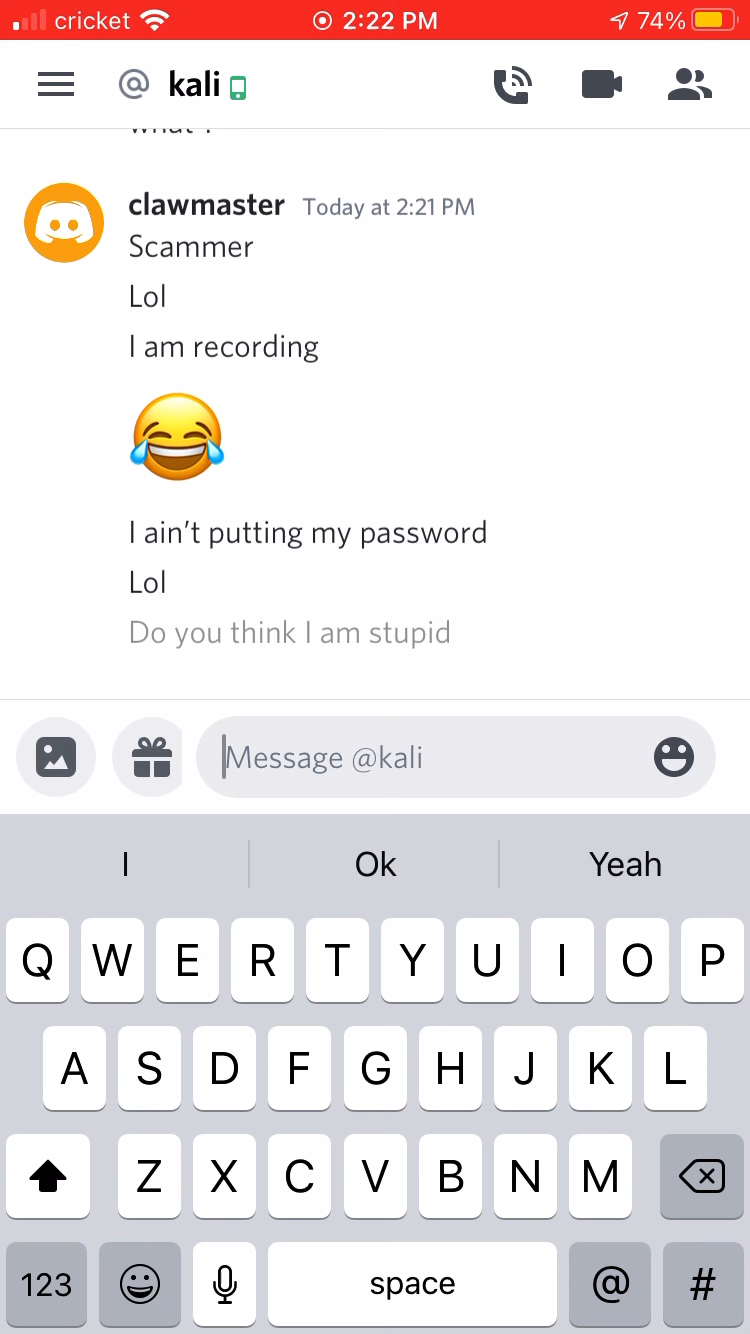 cricket 2:22 PM 74%
@ kali
what ?
clawmaster Today at 2:21 PM
Scammer
Lol
I am recording
I ain't putting my password
Lol
Do you think I am stupid
Message @kali
I Ok Yeah
Q W E R T Y U I O P
A S D F G H J K L
Z X C V B N M
123 space @ #